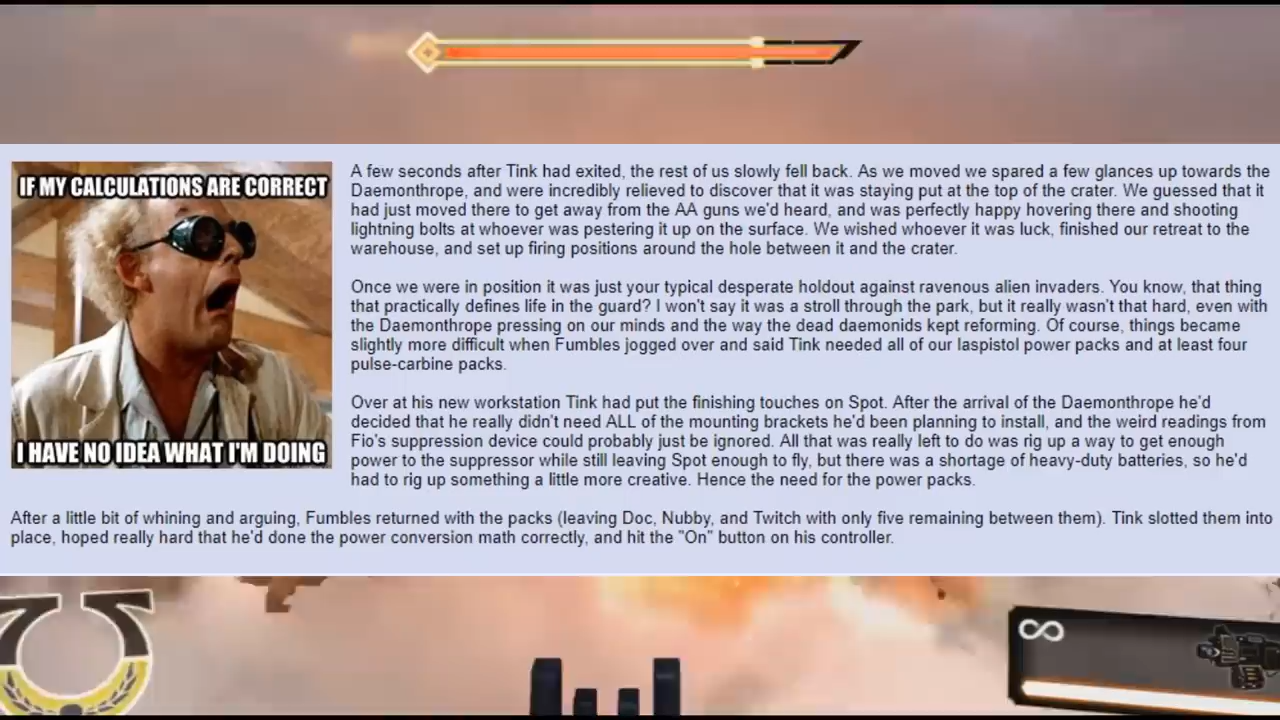 IF MY CALCULATIONS ARE CORRECT
I HAVE NO IDEA WHAT I'M DOING
A few seconds after Tink had exited, the rest of us slowly fell back. As we moved we spared a few glances up towards the
Daemonthrope, and were incredibly relieved to discover that it was staying put at the top of the crater. We guessed that it
had just moved there to get away from the AA guns we'd heard, and was perfectly happy hovering there and shooting
lightning bolts at whoever was pestering it up on the surface. We wished whoever it was luck, finished our retreat to the
warehouse, and set up firing positions around the hole between it and the crater.
Once we were in position it was just your typical desperate holdout against ravenous alien invaders. You know, that thing
that practically defines life in the guard? I won't say it was a stroll through the park, but it really wasn't that hard, even with
the Daemonthrope pressing on our minds and the way the dead daemonids kept reforming. Of course, things became
slightly more difficult when Fumbles jogged over and said Tink needed all of our laspistol power packs and at least four
pulse-carbine packs.
Over at his new workstation Tink had put the finishing touches on Spot. After the arrival of the Daemonthrope he'd
decided that he really didn't need ALL of the mounting brackets he'd been planning to install, and the weird readings from
Fio's suppression device could probably just be ignored. All that was really left to do was rig up a way to get enough
power to the suppressor while still leaving Spot enough to fly, but there was a shortage of heavy-duty batteries, so he'd
had to rig up something a little more creative. Hence the need for the power packs.
After a little bit of whining and arguing, Fumbles returned with the packs (leaving Doc, Nubby, and Twitch with only five remaining between them). Tink slotted them into
place, hoped really hard that he'd done the power conversion math correctly, and hit the "On" button on his controller.
∞